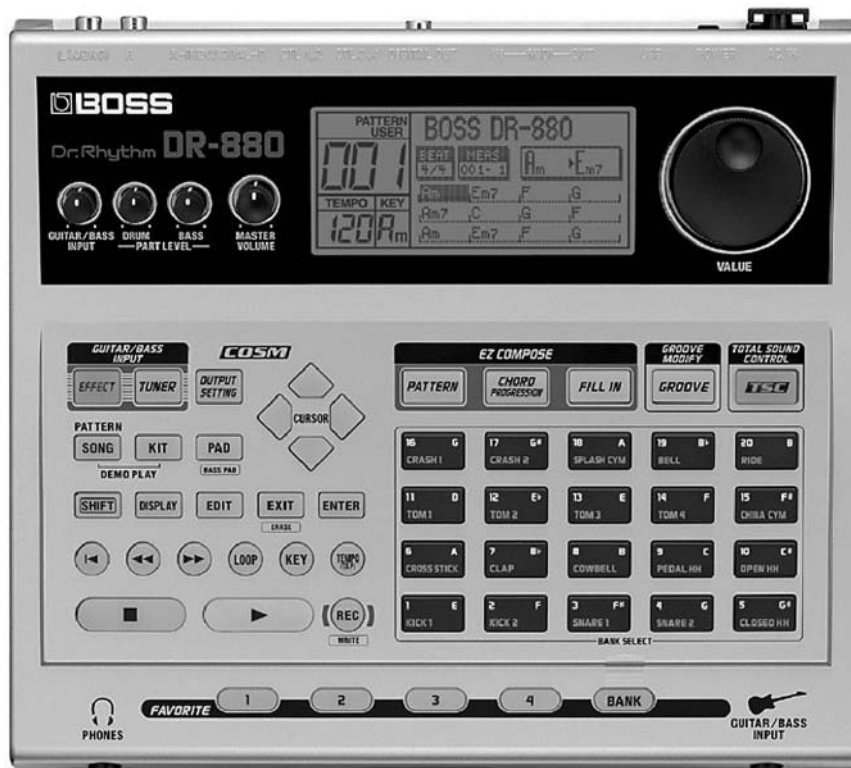 BOSS
Dr.Rhythm DR-880
GUITAR/BASS INPUT
DRUM
BASS
PART LEVEL
MASTER VOLUME
PATTERN USER
001
TEMPO
120
KEY
Am
BOSS DR-880
BEAT
4/4
MEAS
001- 1
Am Em7
Am Em7 F G
Am7 C G F
Am Em7 F G
VALUE
GUITAR/BASS INPUT
EFFECT
TUNER
COSM
OUTPUT SETTING
CURSOR
PATTERN
SONG
KIT
PAD
DEMO PLAY
BASS PAD
SHIFT
DISPLAY
EDIT
EXIT
ENTER
ERASE
LOOP
KEY
TEMPO
REC
WRITE
EZ COMPOSE
PATTERN
CHORD PROGRESSION
FILL IN
GROOVE MODIFY
GROOVE
TOTAL SOUND CONTROL
TSC
16 G CRASH 1
17 G# CRASH 2
18 A SPLASH CYM
19 B♭ BELL
20 B RIDE
11 D TOM 1
12 E♭ TOM 2
13 E TOM 3
14 F TOM 4
15 F# CHINA CYM
6 A CROSS STICK
7 B♭ CLAP
8 B COWBELL
9 C PEDAL HH
10 C# OPEN HH
1 E KICK 1
2 F KICK 2
3 F# SNARE 1
4 G SNARE 2
5 G# CLOSED HH
BANK SELECT
PHONES
FAVORITE
1
2
3
4
BANK
GUITAR/BASS INPUT